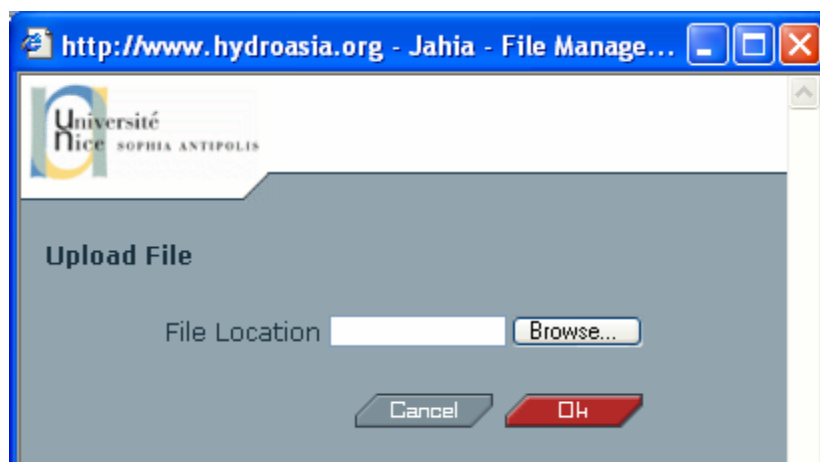 http://www.hydroasia.org - Jahia - File Manage...
Université
Nice SOPHIA ANTIPOLIS
Upload File
File Location Browse...
Cancel Ok